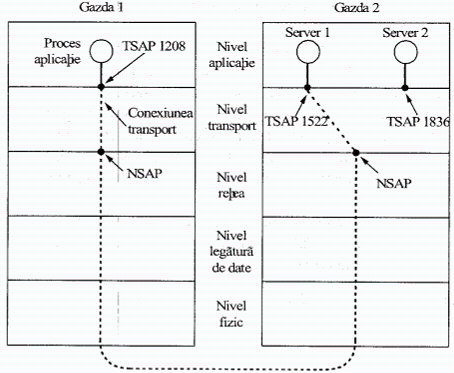 Gazda 1
Gazda 2
Proces
aplicație
TSAP 1208
Nivel
aplicație
Server 1
Server 2
Conexiunea
transport
Nivel
transport
TSAP 1522
TSAP 1836
NSAP
NSAP
Nivel
rețea
Nivel
legătură
de date
Nivel
fizic